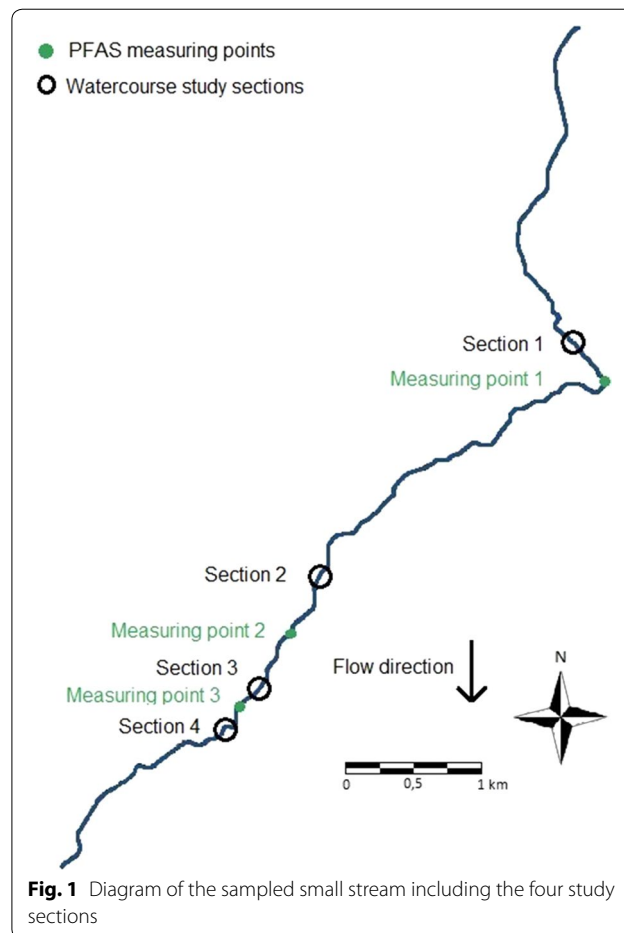 PFAS measuring points
Watercourse study sections
Section 1
Measuring point 1
Section 2
Measuring point 2
Section 3
Measuring point 3
Section 4
Flow direction
N
0 0,5 1 km
Fig. 1 Diagram of the sampled small stream including the four study
sections